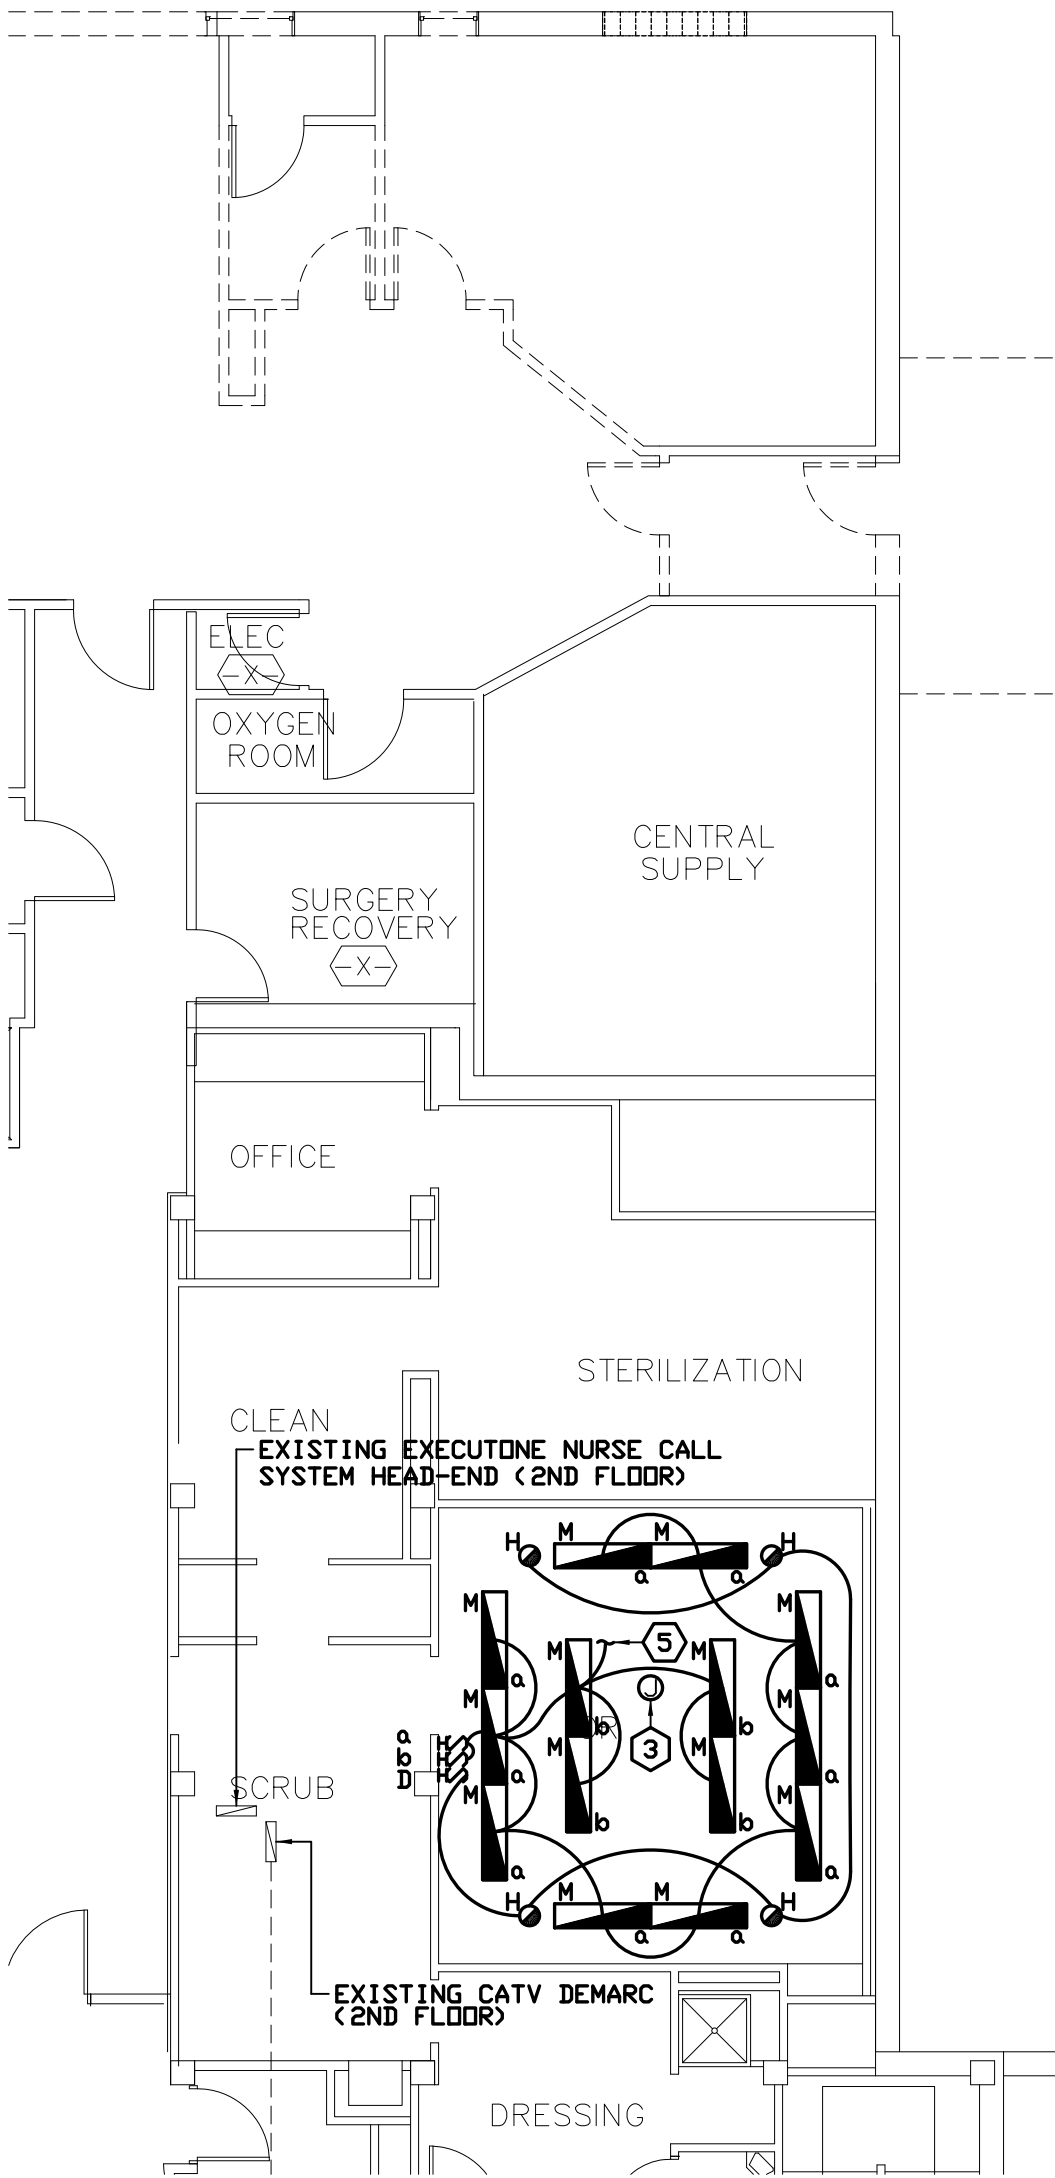 ELEC
-X-
OXYGEN
ROOM
CENTRAL
SUPPLY
SURGERY
RECOVERY
-X-
OFFICE
STERILIZATION
CLEAN
EXISTING EXECUTONE NURSE CALL
SYSTEM HEAD-END (2ND FLOOR)
H M M H
a a
M M
5
M M
a a
J
M M
b b
OR
3
a H
b H
D H
M M
a a
M M
b b
a a
H M M H
a a
SCRUB
EXISTING CATV DEMARC
(2ND FLOOR)
DRESSING